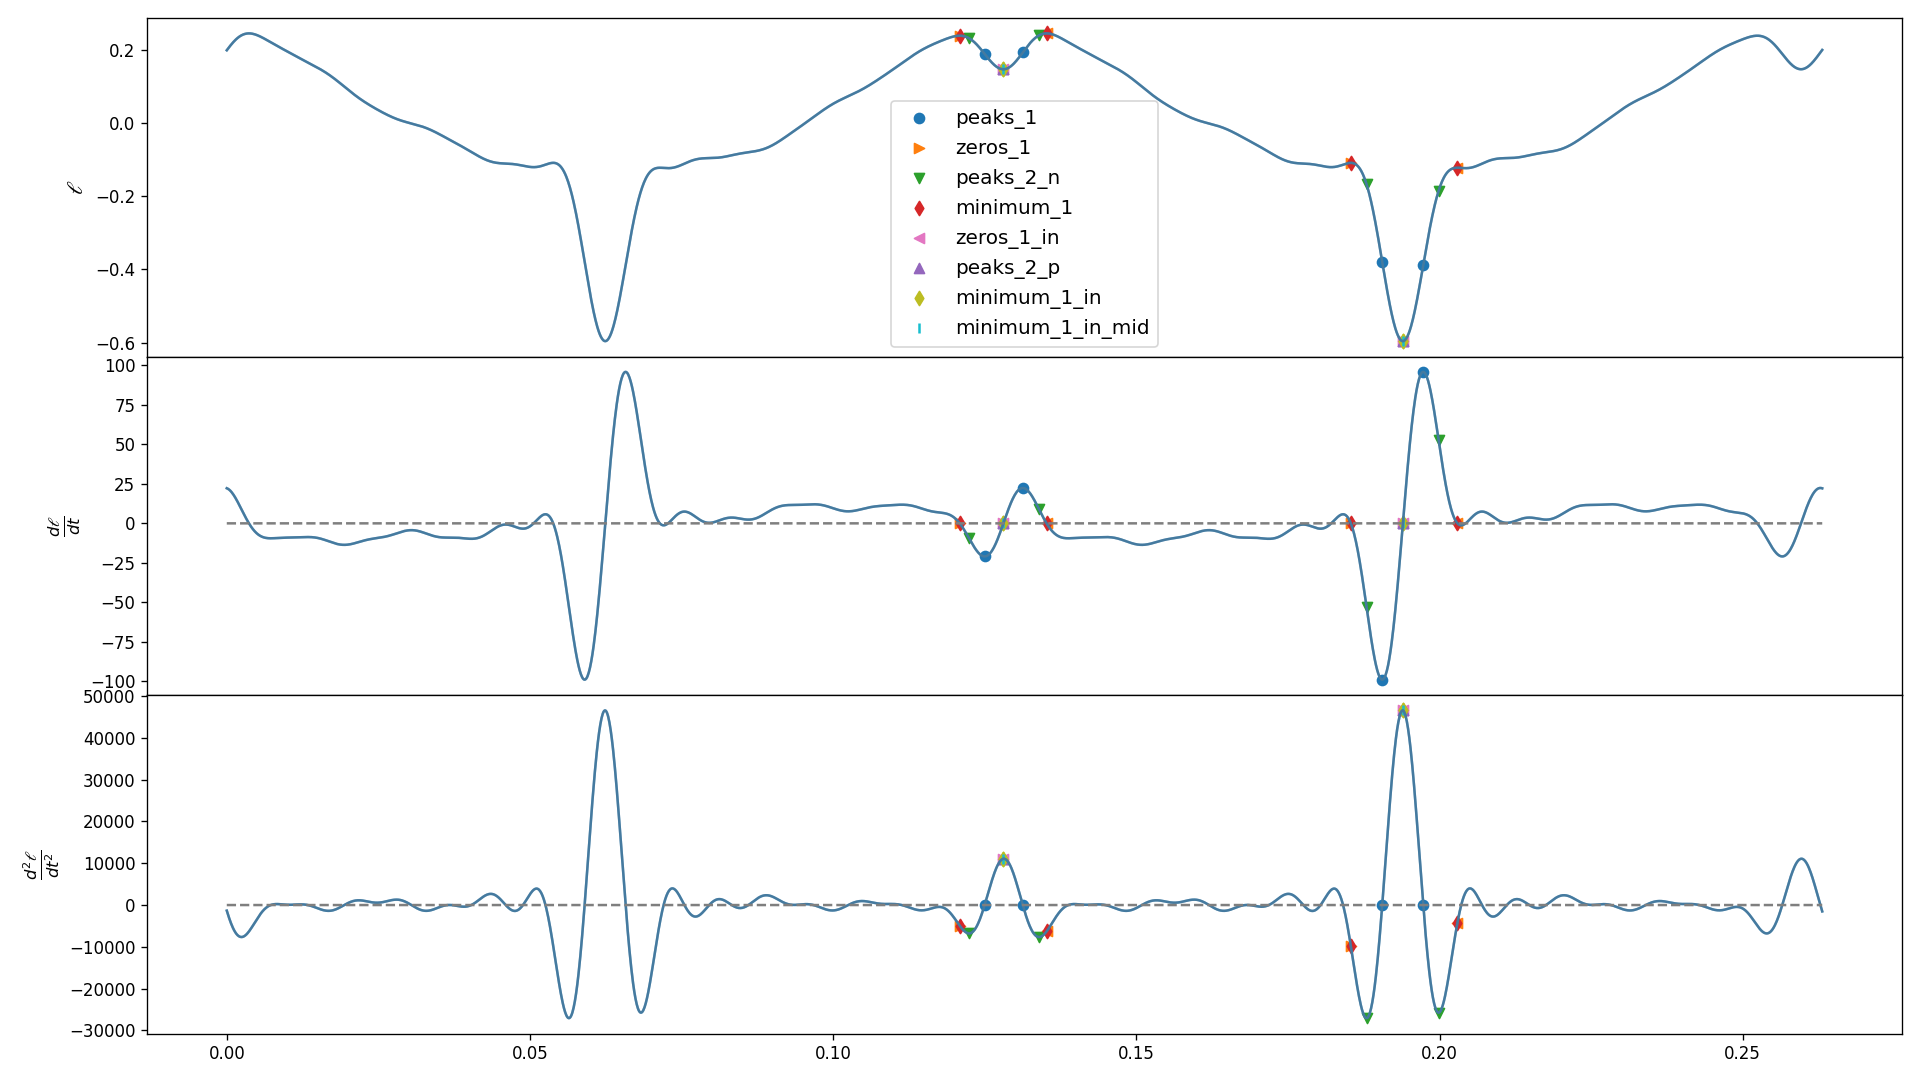 0.2
0.0
−0.2
−0.4
−0.6
ℓ
peaks_1
zeros_1
peaks_2_n
minimum_1
zeros_1_in
peaks_2_p
minimum_1_in
minimum_1_in_mid
100
75
50
25
0
−25
−50
−75
−100
dℓ
dt
50000
40000
30000
20000
10000
0
−10000
−20000
−30000
d²ℓ
dt²
0.00 0.05 0.10 0.15 0.20 0.25